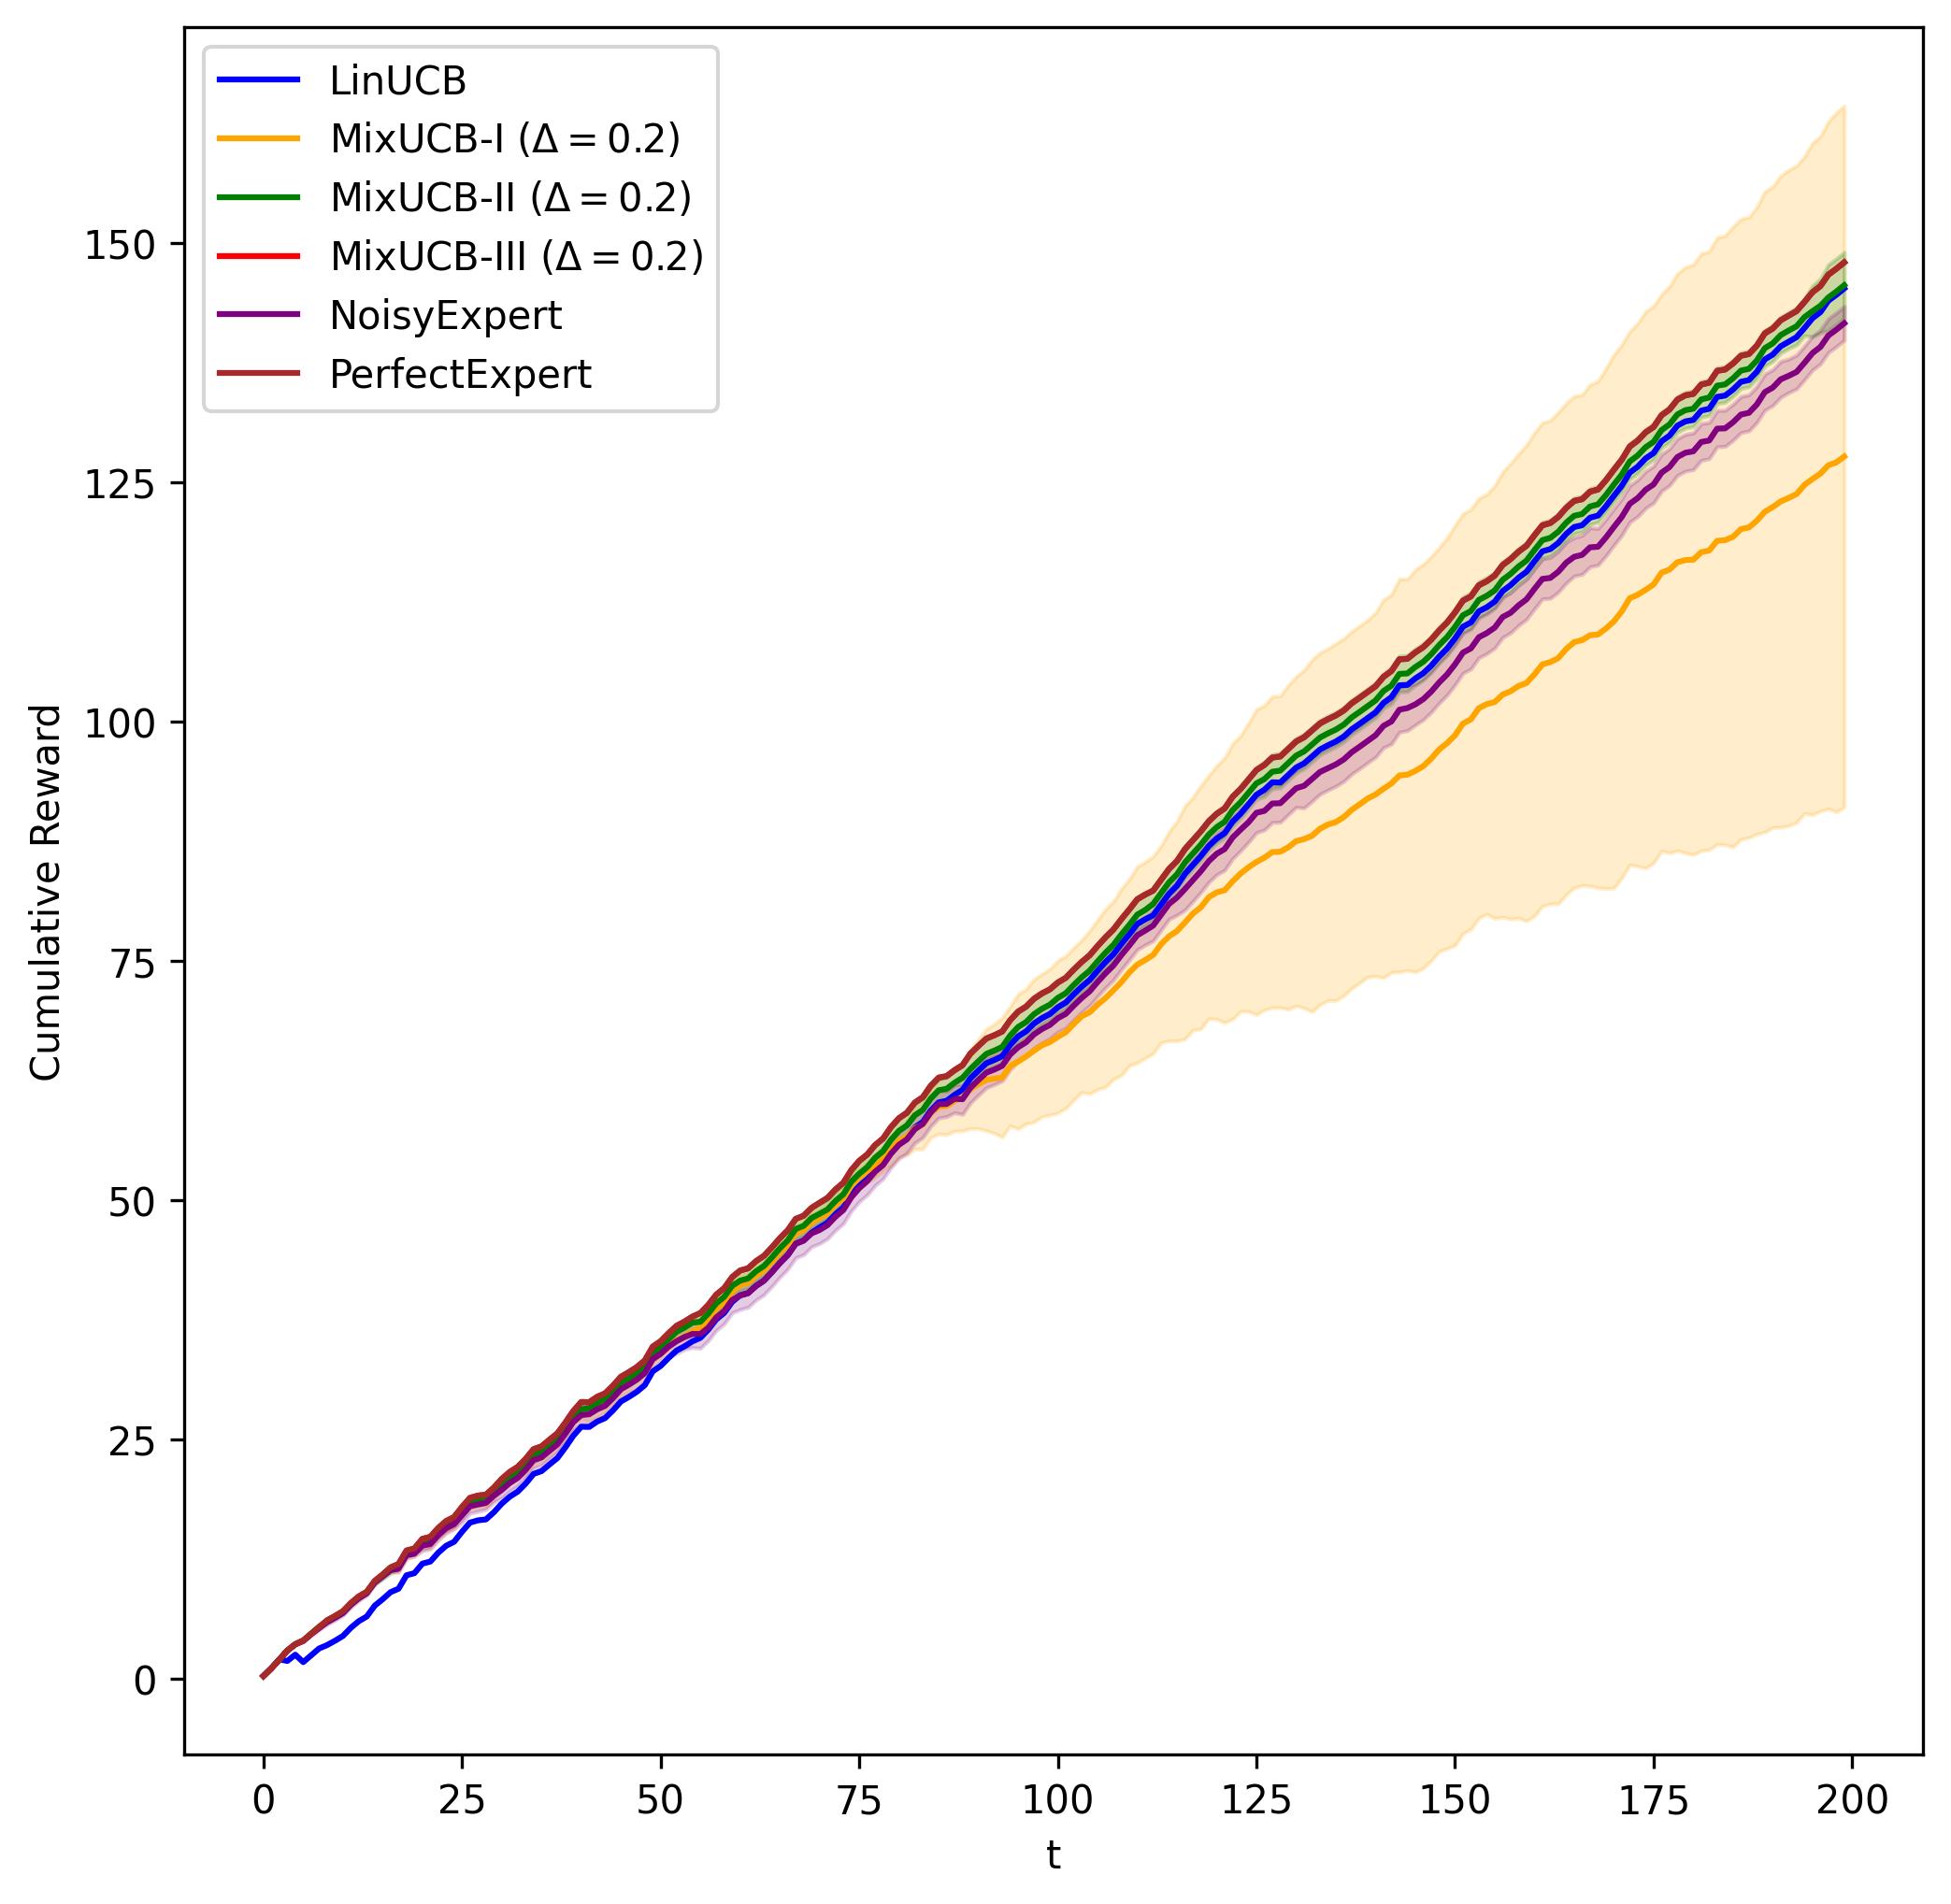 LinUCB
MixUCB-I (Δ = 0.2)
MixUCB-II (Δ = 0.2)
MixUCB-III (Δ = 0.2)
NoisyExpert
PerfectExpert
150
125
100
75
50
25
0
Cumulative Reward
0 25 50 75 100 125 150 175 200
t